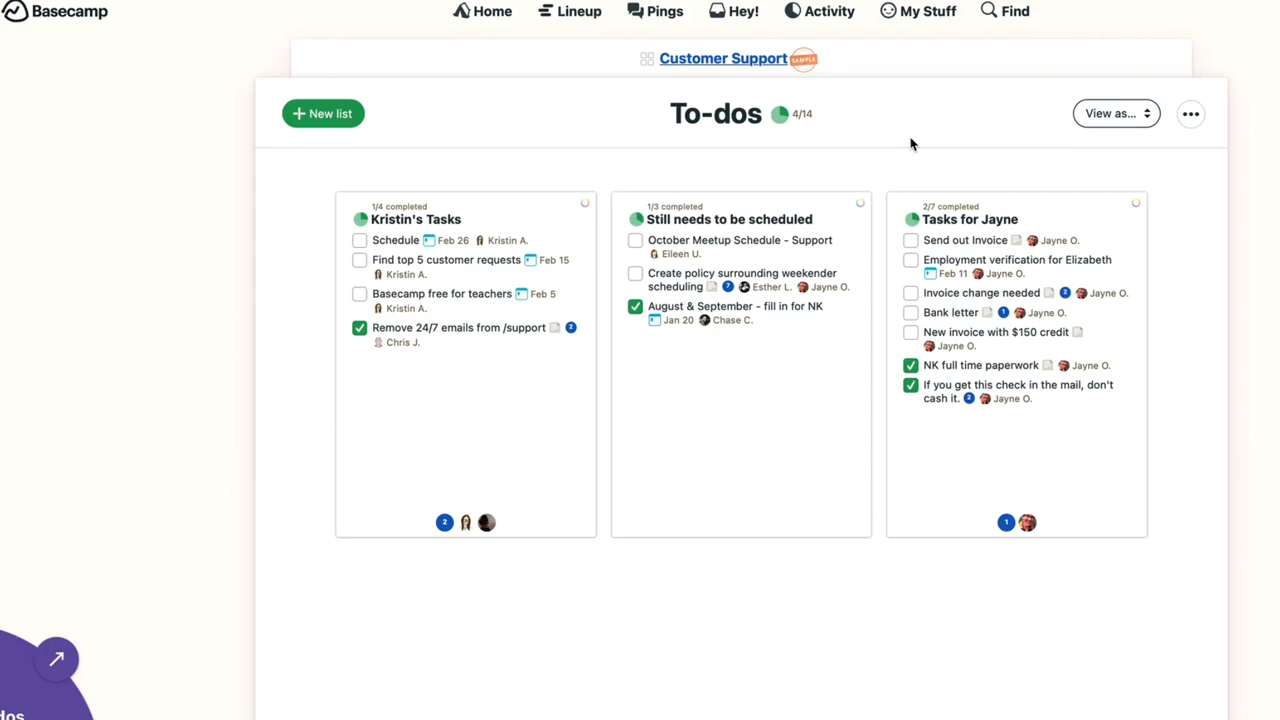 Basecamp
Home Lineup Pings Hey! Activity My Stuff Find
Customer Support SAMPLE
New list
To-dos 4/14
View as...
1/4 completed
Kristin's Tasks
Schedule Feb 26 Kristin A.
Find top 5 customer requests Feb 15
Kristin A.
Basecamp free for teachers Feb 5
Kristin A.
Remove 24/7 emails from /support 2
Chris J.
2
1/3 completed
Still needs to be scheduled
October Meetup Schedule - Support
Eileen U.
Create policy surrounding weekender
scheduling 7 Esther L. Jayne O.
August & September - fill in for NK
Jan 20 Chase C.
2/7 completed
Tasks for Jayne
Send out Invoice Jayne O.
Employment verification for Elizabeth
Feb 11 Jayne O.
Invoice change needed 2 Jayne O.
Bank letter 1 Jayne O.
New invoice with $150 credit
Jayne O.
NK full time paperwork Jayne O.
If you get this check in the mail, don't
cash it. 2 Jayne O.
1
dos